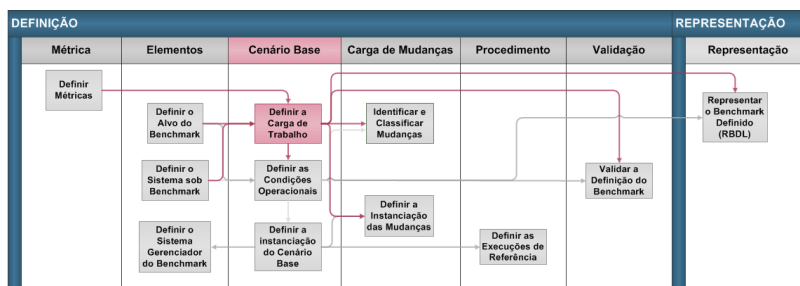 DEFINIÇÃO
REPRESENTAÇÃO
Métrica
Elementos
Cenário Base
Carga de Mudanças
Procedimento
Validação
Representação
Definir
Métricas
Definir o
Alvo do
Benchmark
Definir a
Carga de
Trabalho
Identificar e
Classificar
Mudanças
Representar
o Benchmark
Definido
(RBDL)
Definir o
Sistema sob
Benchmark
Definir as
Condições
Operacionais
Validar a
Definição do
Benchmark
Definir a
Instanciação
das Mudanças
Definir o
Sistema
Gerenciador
do Benchmark
Definir a
instanciação
do Cenário
Base
Definir as
Execuções de
Referência